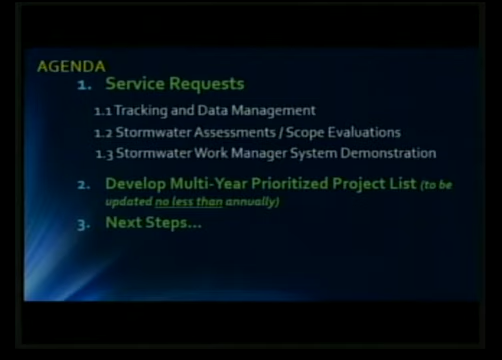 AGENDA
1. Service Requests
1.1 Tracking and Data Management
1.2 Stormwater Assessments / Scope Evaluations
1.3 Stormwater Work Manager System Demonstration
2. Develop Multi-Year Prioritized Project List (to be
updated no less than annually)
3. Next Steps...